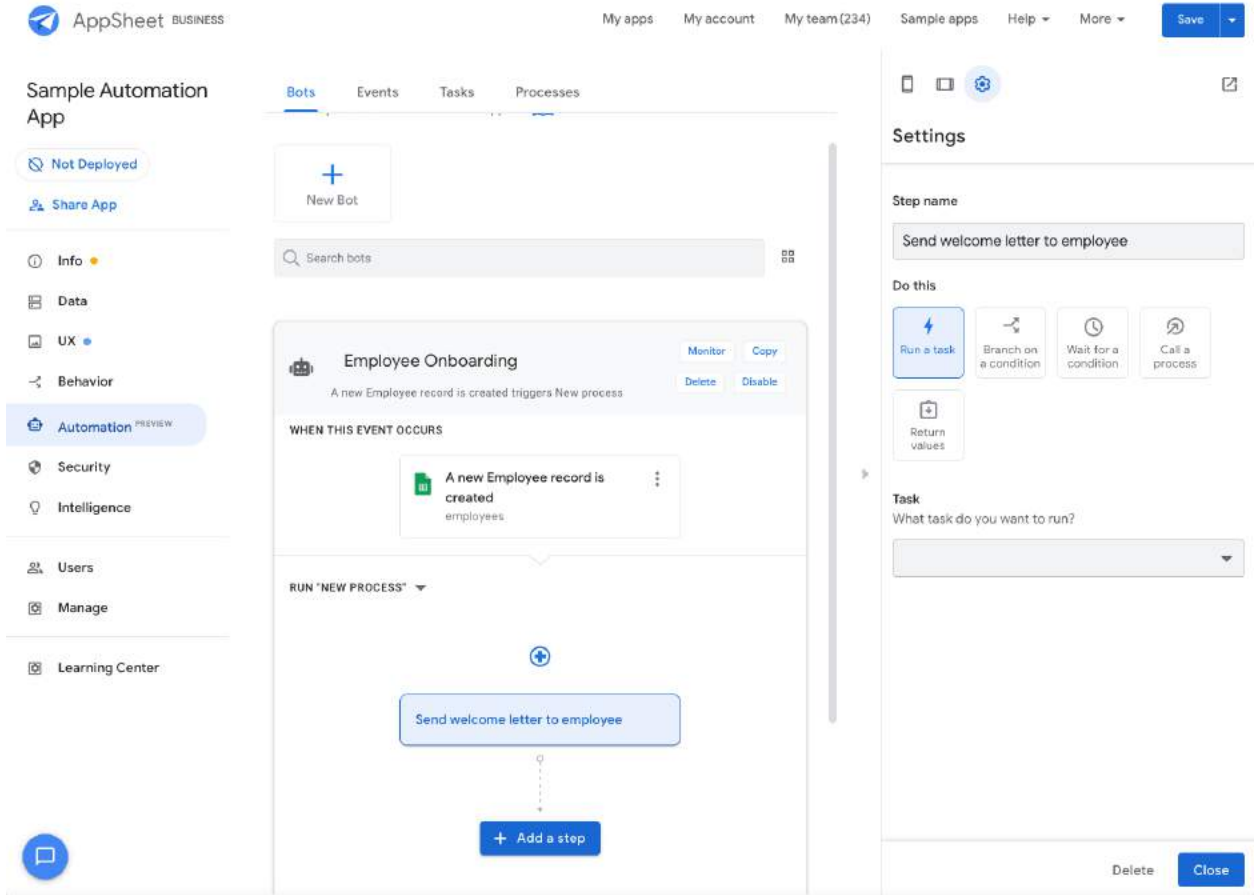 AppSheet BUSINESS
My apps
My account
My team (234)
Sample apps
Help
More
Save
Sample Automation
App
Not Deployed
Share App
Info
Data
UX
Behavior
Automation PREVIEW
Security
Intelligence
Users
Manage
Learning Center
Bots
Events
Tasks
Processes
New Bot
Search bots
Employee Onboarding
A new Employee record is created triggers New process
Monitor
Copy
Delete
Disable
WHEN THIS EVENT OCCURS
A new Employee record is
created
employees
RUN "NEW PROCESS"
Send welcome letter to employee
+ Add a step
Settings
Step name
Send welcome letter to employee
Do this
Run a task
Branch on
a condition
Wait for a
condition
Call a
process
Return
values
Task
What task do you want to run?
Delete
Close